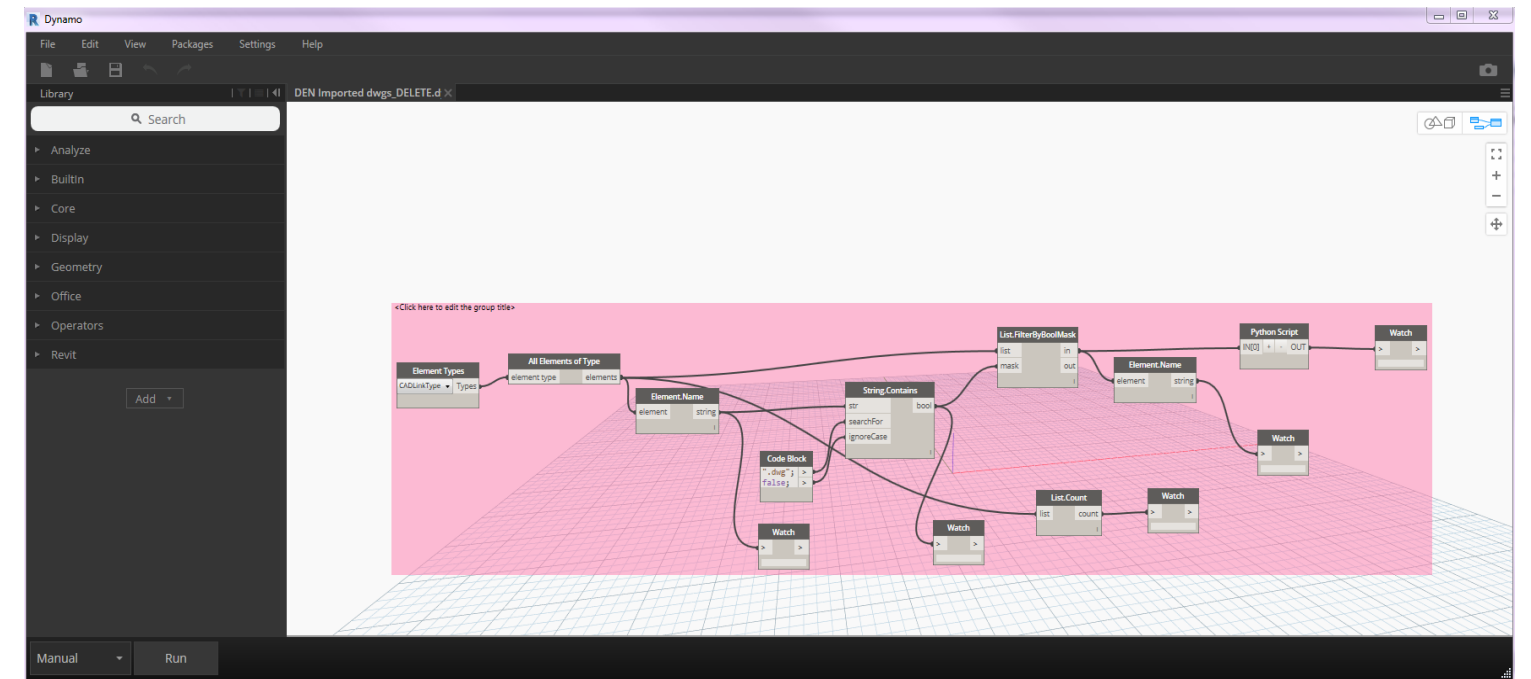 Dynamo
File Edit View Packages Settings Help
Library
DEN Imported dwgs_DELETE.d
Search
Analyze
BuiltIn
Core
Display
Geometry
Office
Operators
Revit
Add
<Click here to edit the group title>
Element Types
CADLinkType Types
All Elements of Type
element type elements
Element.Name
element string
Code Block
".dwg"; >
false; >
Watch
> >
String.Contains
str bool
searchFor
ignoreCase
Watch
> >
List.FilterByBoolMask
list in
mask out
Element.Name
element string
Python Script
IN[0] + - OUT
Watch
> >
Watch
> >
List.Count
list count
Watch
> >
Manual Run